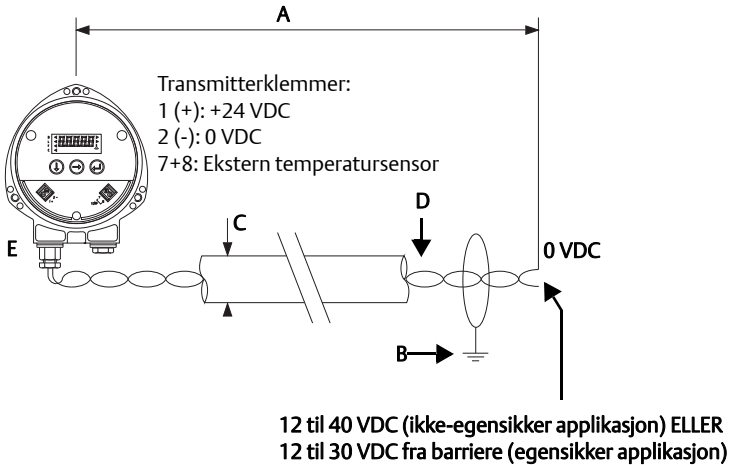 A
Transmitterklemmer:
1 (+): +24 VDC
2 (-): 0 VDC
7+8: Ekstern temperatursensor
D
C
E
0 VDC
B
12 til 40 VDC (ikke-egensikker applikasjon) ELLER
12 til 30 VDC fra barriere (egensikker applikasjon)